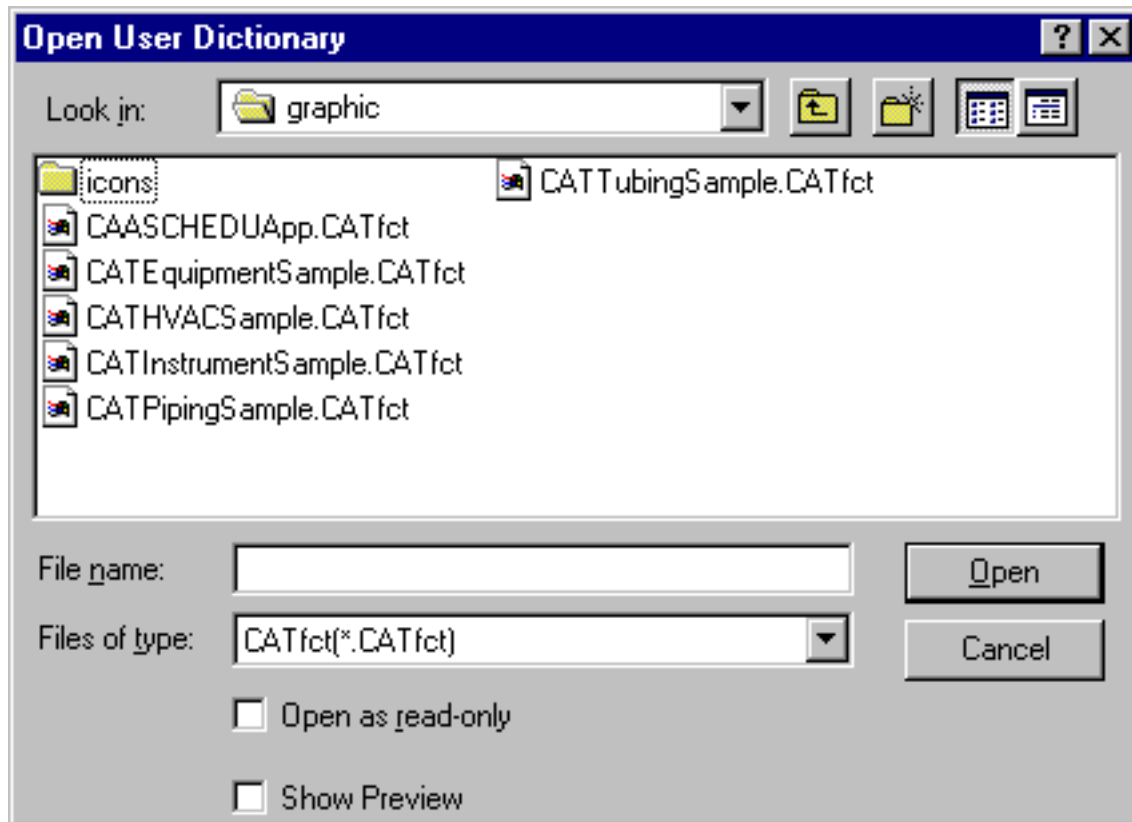 Open User Dictionary
Look in: graphic
icons
CAASCHEDUApp.CATfct
CATEquipmentSample.CATfct
CATHVACSample.CATfct
CATInstrumentSample.CATfct
CATPipingSample.CATfct
CATTubingSample.CATfct
File name: Open
Files of type: CATfct(*.CATfct) Cancel
Open as read-only
Show Preview